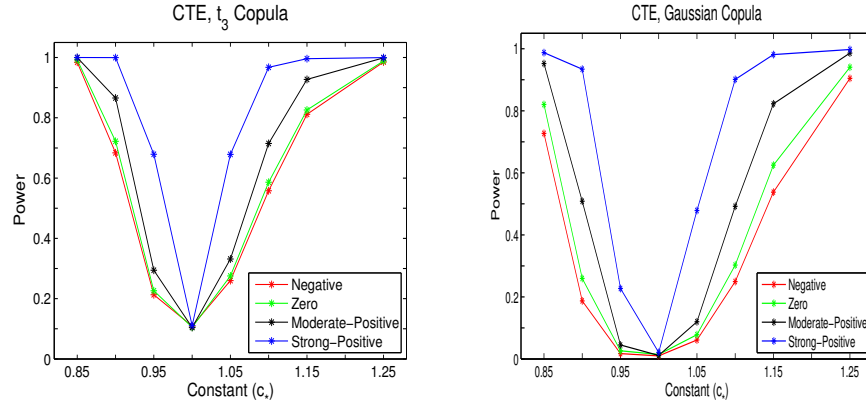 CTE, t₃ Copula
Power
1
0.8
0.6
0.4
0.2
0
0.85
0.95
1.05
1.15
1.25
Constant (c*)
Negative
Zero
Moderate-Positive
Strong-Positive
CTE, Gaussian Copula
Power
1
0.8
0.6
0.4
0.2
0
0.85
0.95
1.05
1.15
1.25
Constant (c*)
Negative
Zero
Moderate-Positive
Strong-Positive